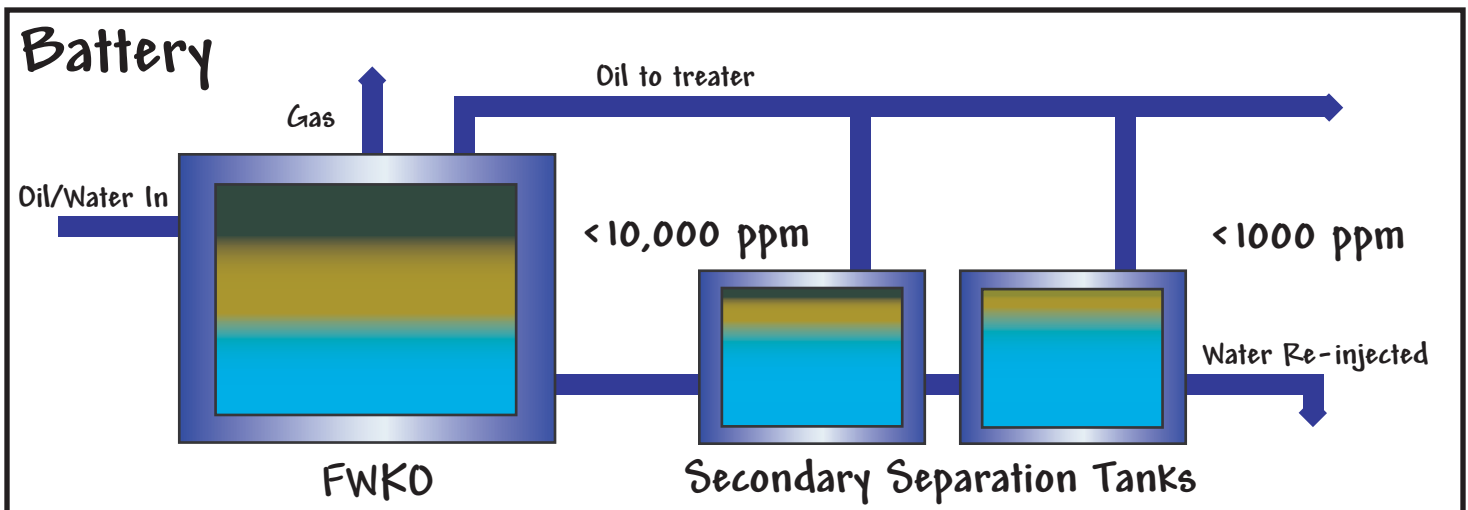 Battery
Oil to treater
Gas
Oil/Water In
<10,000 ppm
<1000 ppm
Water Re-injected
FWKO
Secondary Separation Tanks